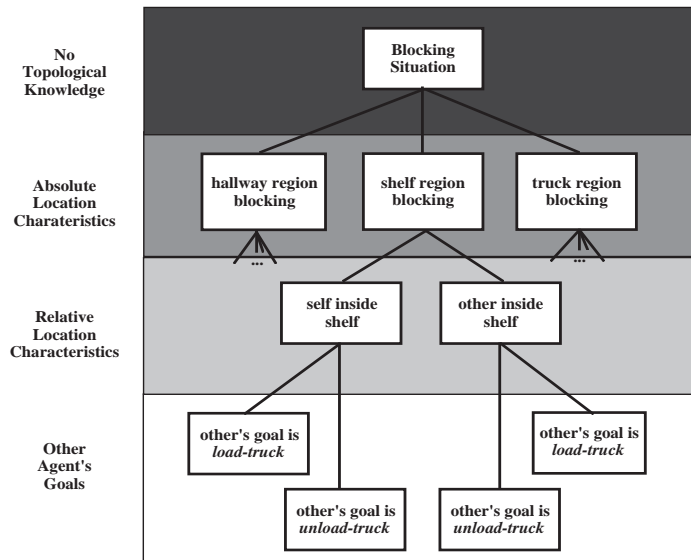 No
Topological
Knowledge
Blocking
Situation
Absolute
Location
Charateristics
hallway region
blocking
shelf region
blocking
truck region
blocking
...
...
Relative
Location
Characteristics
self inside
shelf
other inside
shelf
Other
Agent's
Goals
other's goal is
load-truck
other's goal is
load-truck
other's goal is
unload-truck
other's goal is
unload-truck